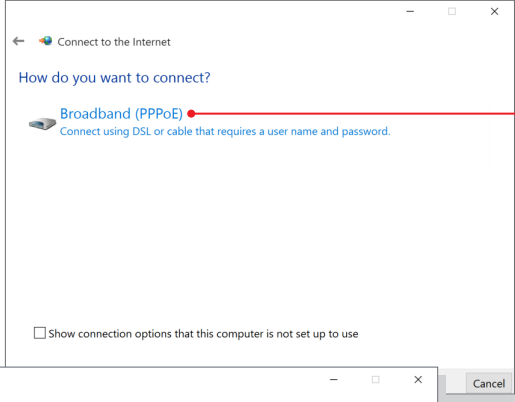 Connect to the Internet
How do you want to connect?
Broadband (PPPoE)
Connect using DSL or cable that requires a user name and password.
Show connection options that this computer is not set up to use
Cancel